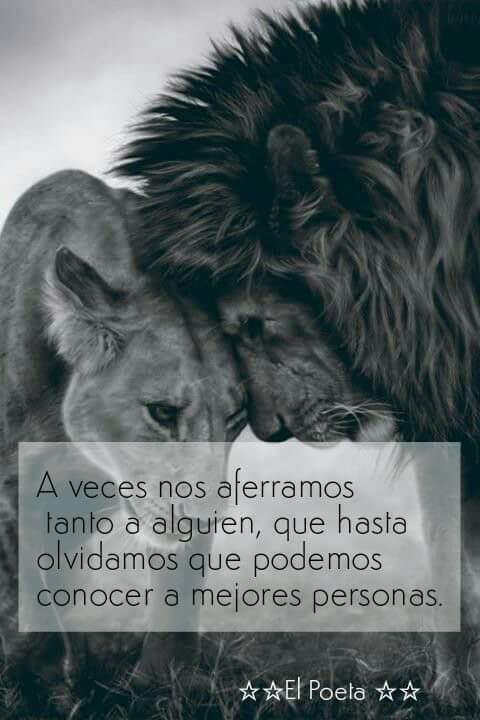 A veces nos aferramos
tanto a alguien, que hasta
olvidamos que podemos
conocer a mejores personas.
☆☆El Poeta ☆☆